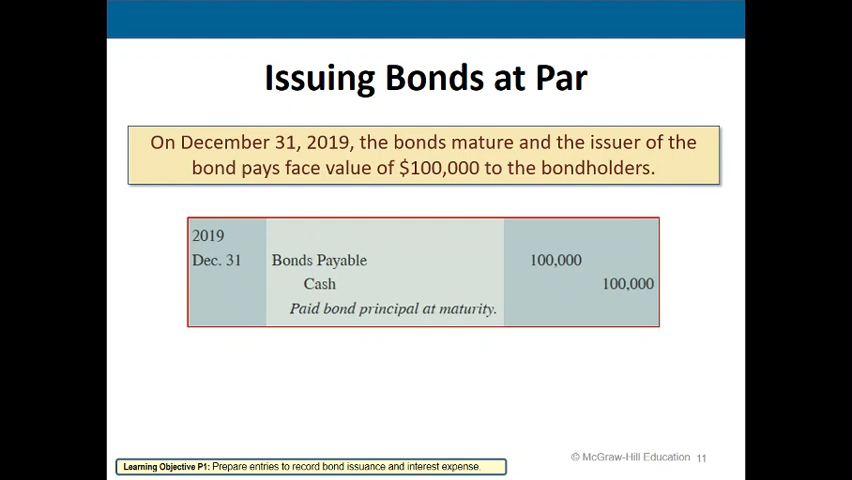 Issuing Bonds at Par
On December 31, 2019, the bonds mature and the issuer of the
bond pays face value of $100,000 to the bondholders.
2019
Dec. 31 Bonds Payable 100,000
Cash 100,000
Paid bond principal at maturity.
© McGraw-Hill Education 11
Learning Objective P1: Prepare entries to record bond issuance and interest expense.